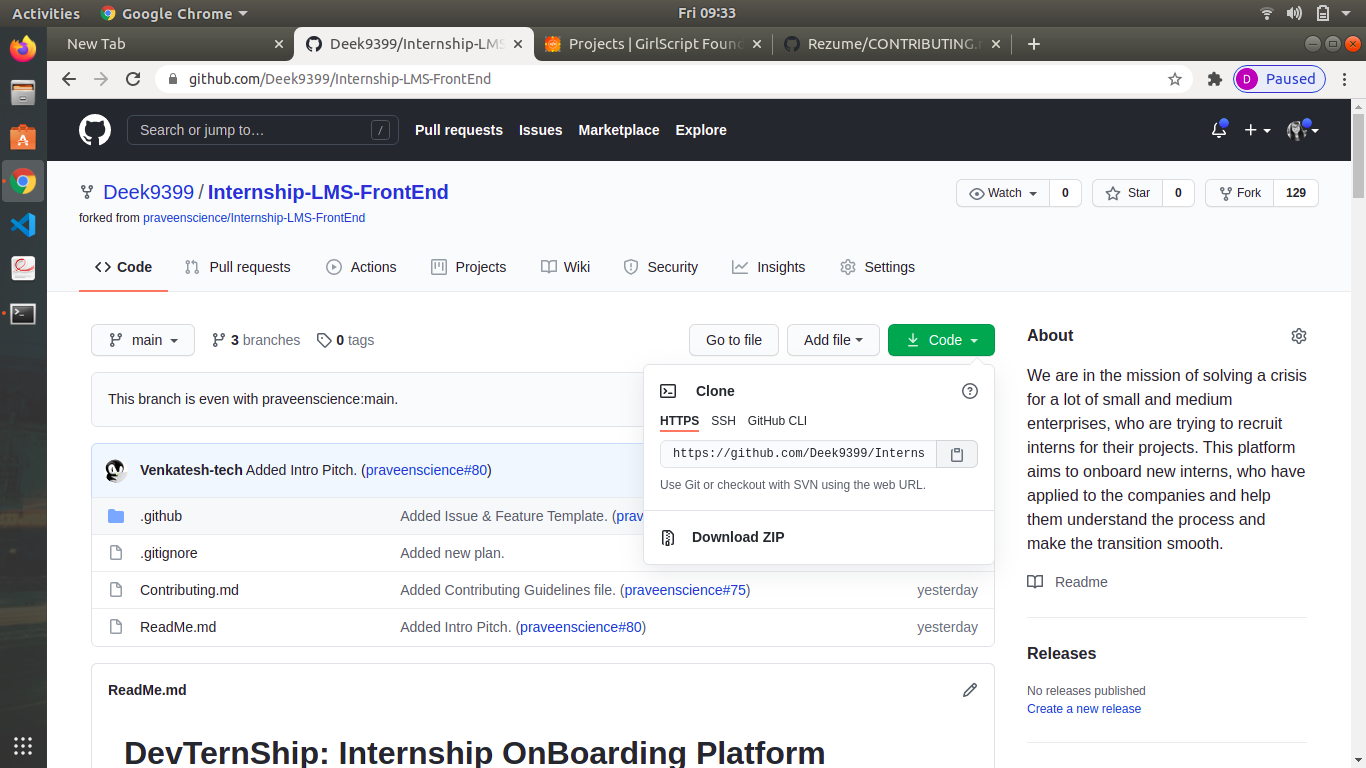 Activities Google Chrome Fri 09:33
New Tab Deek9399/Internship-LMS Projects | GirlScript Foun Rezume/CONTRIBUTING.
github.com/Deek9399/Internship-LMS-FrontEnd D Paused
Search or jump to… / Pull requests Issues Marketplace Explore
Deek9399 / Internship-LMS-FrontEnd Watch 0 Star 0 Fork 129
forked from praveenscience/Internship-LMS-FrontEnd
Code Pull requests Actions Projects Wiki Security Insights Settings
main 3 branches 0 tags Go to file Add file Code
This branch is even with praveenscience:main.
Clone
HTTPS SSH GitHub CLI
https://github.com/Deek9399/Interns
Use Git or checkout with SVN using the web URL.
Download ZIP
Venkatesh-tech Added Intro Pitch. (praveenscience#80)
.github Added Issue & Feature Template. (prav
.gitignore Added new plan.
Contributing.md Added Contributing Guidelines file. (praveenscience#75) yesterday
ReadMe.md Added Intro Pitch. (praveenscience#80) yesterday
ReadMe.md
DevTernShip: Internship OnBoarding Platform
About
We are in the mission of solving a crisis
for a lot of small and medium
enterprises, who are trying to recruit
interns for their projects. This platform
aims to onboard new interns, who have
applied to the companies and help
them understand the process and
make the transition smooth.
Readme
Releases
No releases published
Create a new release